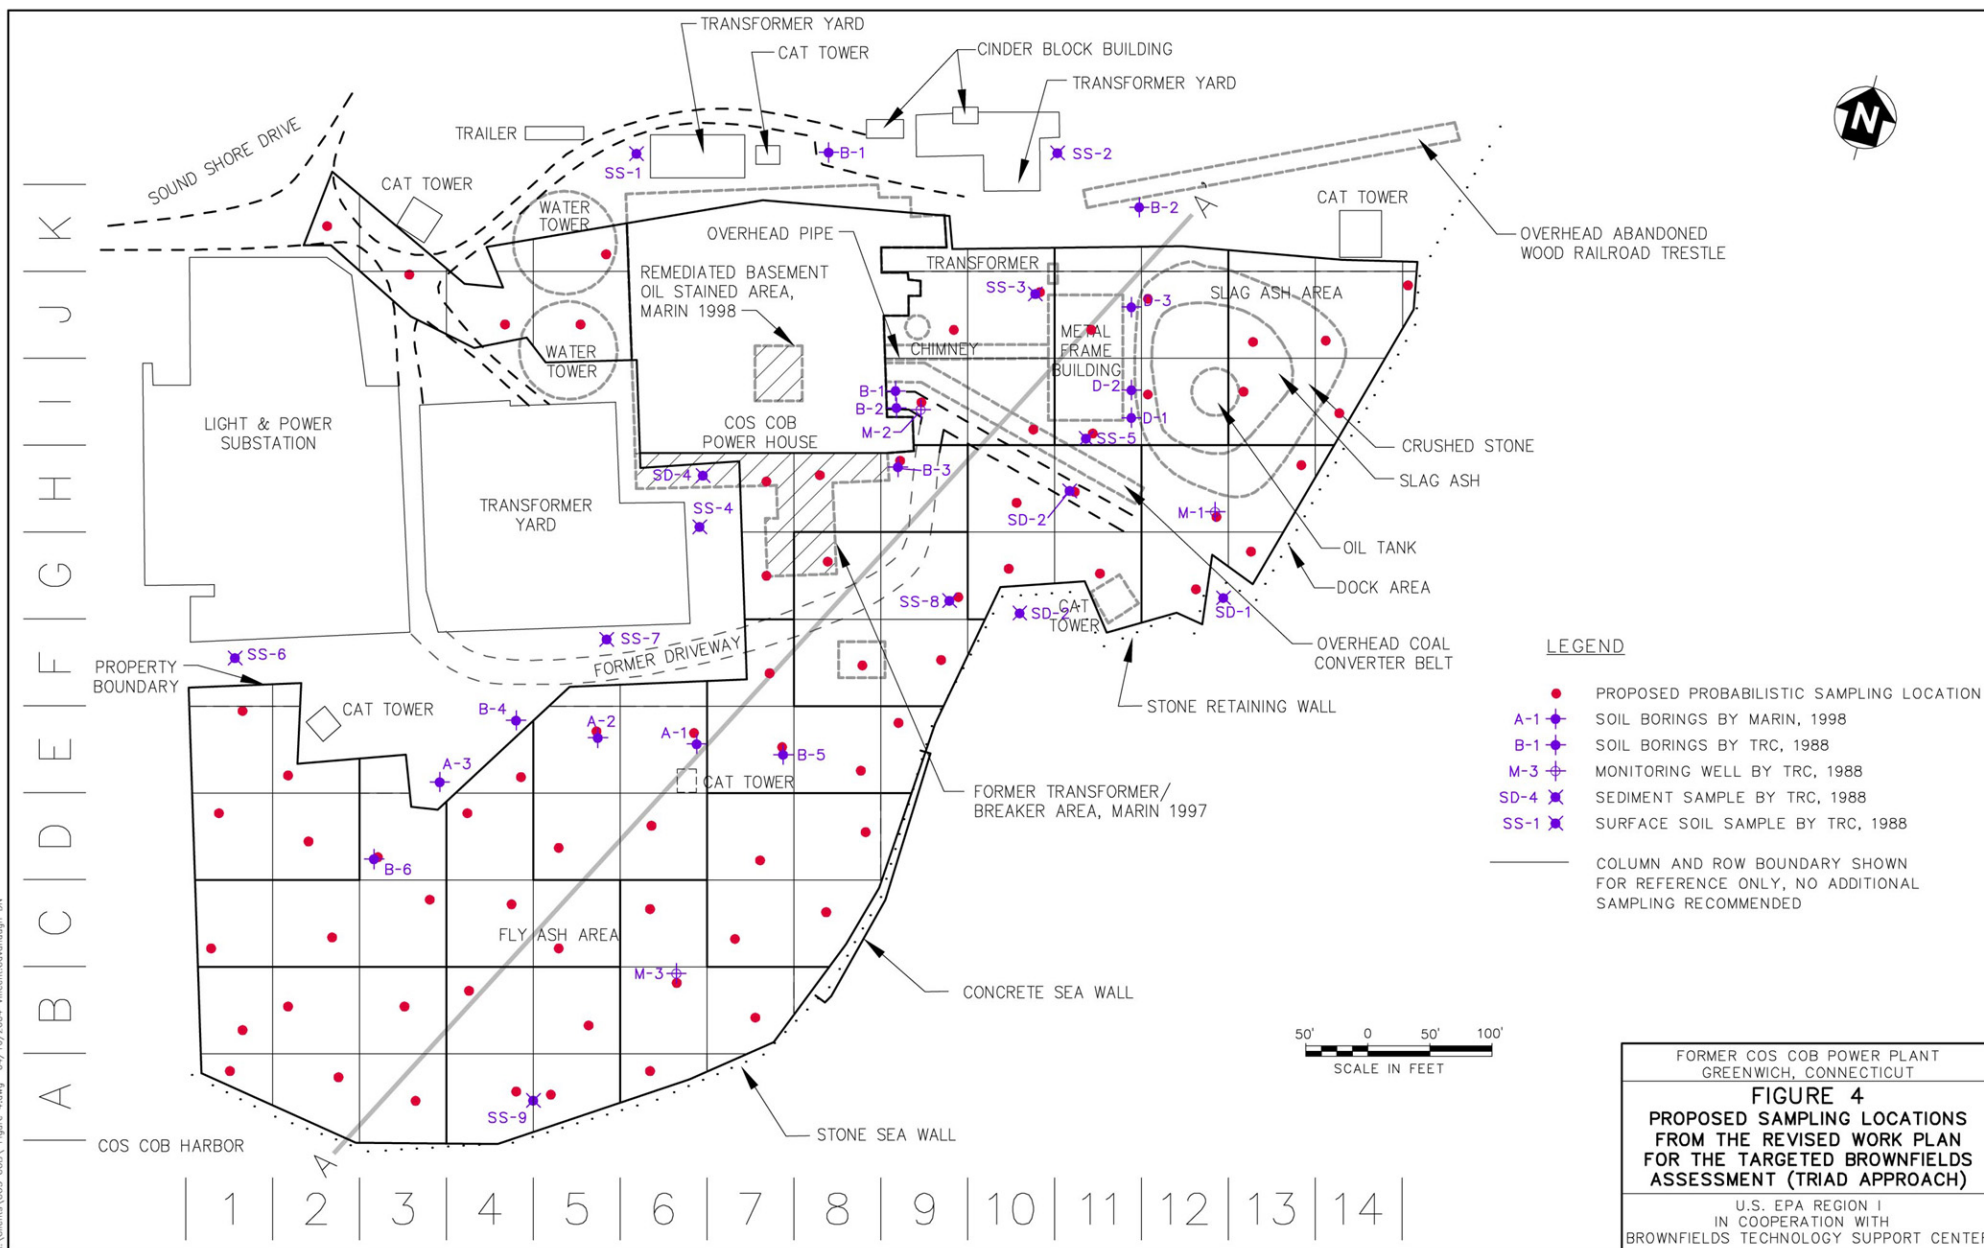 TRANSFORMER YARD
CAT TOWER
CINDER BLOCK BUILDING
TRANSFORMER YARD
N
SOUND SHORE DRIVE
TRAILER
SS-1
B-1
SS-2
CAT TOWER
WATER
TOWER
B-2
A'
CAT TOWER
OVERHEAD PIPE
OVERHEAD ABANDONED
WOOD RAILROAD TRESTLE
REMEDIATED BASEMENT
OIL STAINED AREA,
MARIN 1998
TRANSFORMER
SS-3
D-3
SLAG ASH AREA
WATER
TOWER
CHIMNEY
METAL
FRAME
BUILDING
LIGHT & POWER
SUBSTATION
COS COB
POWER HOUSE
B-1
B-2
M-2
D-2
D-1
SS-5
CRUSHED STONE
SLAG ASH
SD-4
B-3
SS-4
TRANSFORMER
YARD
SD-2
M-1
OIL TANK
DOCK AREA
SS-8
SD-2
CAT
TOWER
SD-1
SS-7
SS-6
FORMER DRIVEWAY
OVERHEAD COAL
CONVERTER BELT
PROPERTY
BOUNDARY
STONE RETAINING WALL
CAT TOWER
B-4
A-2
A-1
B-5
A-3
CAT TOWER
FORMER TRANSFORMER/
BREAKER AREA, MARIN 1997
B-6
FLY ASH AREA
M-3
CONCRETE SEA WALL
SS-9
STONE SEA WALL
COS COB HARBOR
A
K
J
I
H
G
F
E
D
C
B
A
1 2 3 4 5 6 7 8 9 10 11 12 13 14
LEGEND
PROPOSED PROBABILISTIC SAMPLING LOCATION
A-1 SOIL BORINGS BY MARIN, 1998
B-1 SOIL BORINGS BY TRC, 1988
M-3 MONITORING WELL BY TRC, 1988
SD-4 SEDIMENT SAMPLE BY TRC, 1988
SS-1 SURFACE SOIL SAMPLE BY TRC, 1988
COLUMN AND ROW BOUNDARY SHOWN
FOR REFERENCE ONLY, NO ADDITIONAL
SAMPLING RECOMMENDED
50' 0 50' 100'
SCALE IN FEET
FORMER COS COB POWER PLANT
GREENWICH, CONNECTICUT
FIGURE 4
PROPOSED SAMPLING LOCATIONS
FROM THE REVISED WORK PLAN
FOR THE TARGETED BROWNFIELDS
ASSESSMENT (TRIAD APPROACH)
U.S. EPA REGION I
IN COOPERATION WITH
BROWNFIELDS TECHNOLOGY SUPPORT CENTER